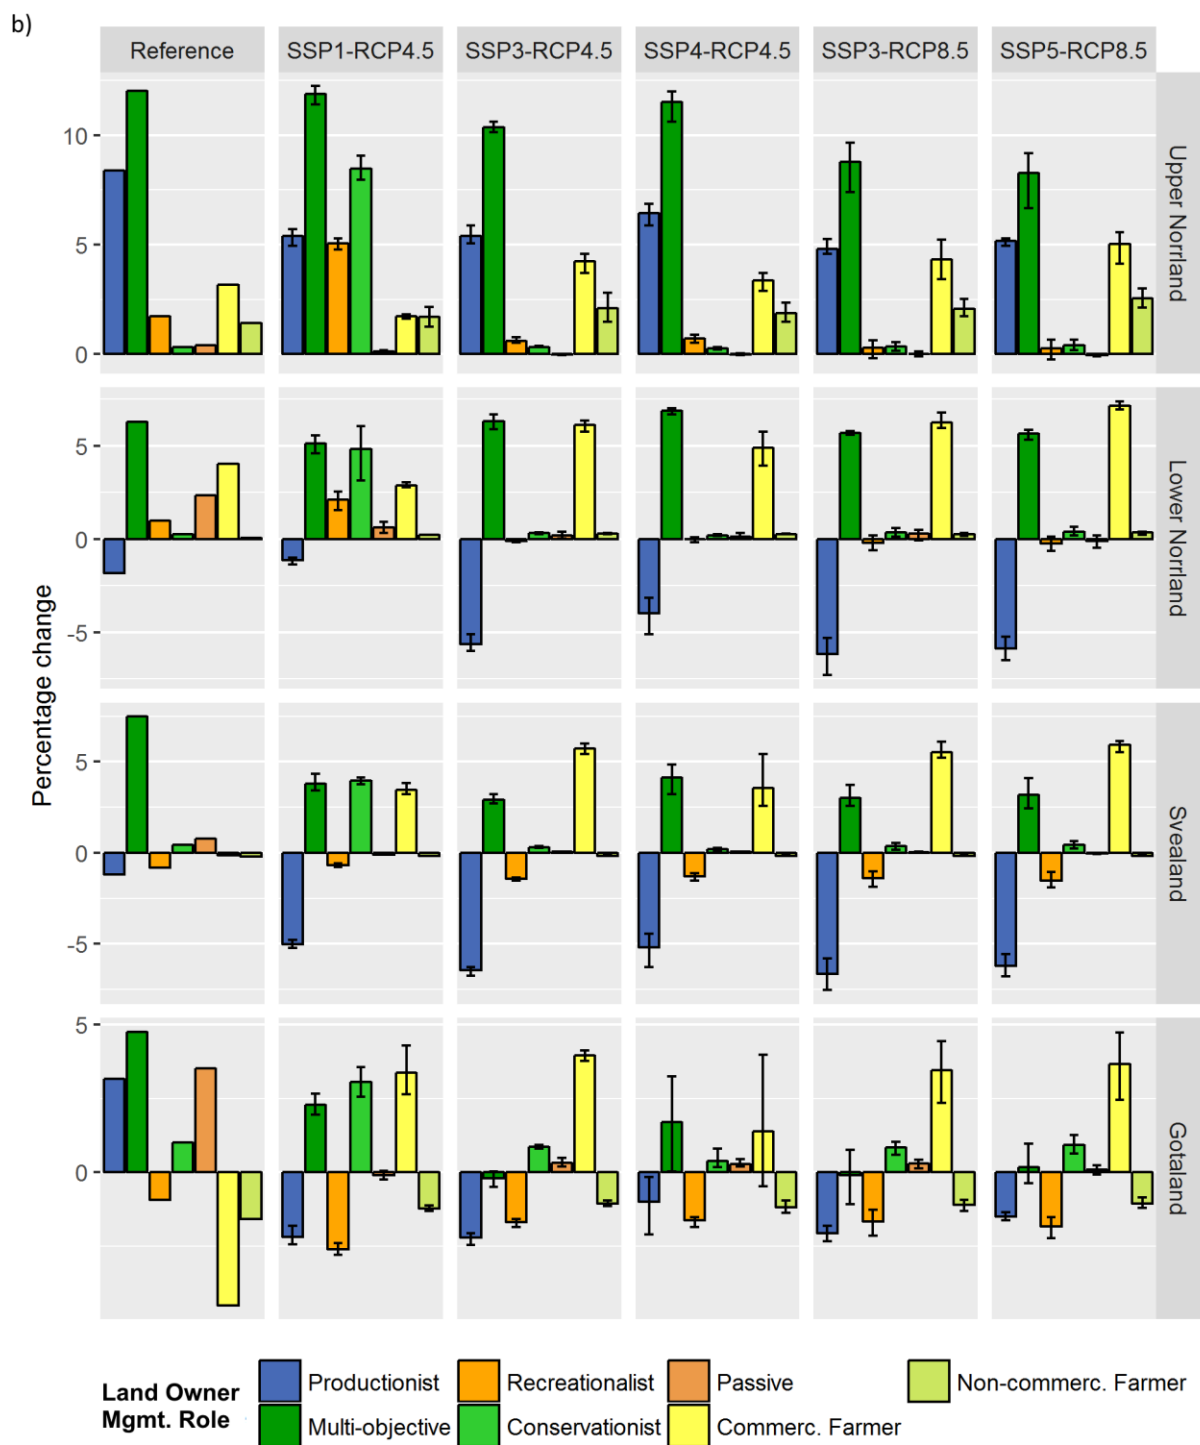 b)
Reference SSP1-RCP4.5 SSP3-RCP4.5 SSP4-RCP4.5 SSP3-RCP8.5 SSP5-RCP8.5
10
5
0
Upper Norrland
5
0
-5
Lower Norrland
Percentage change
5
0
-5
Svealand
5
0
Gotaland
Land Owner
Mgmt. Role
Productionist Recreationalist Passive Non-commerc. Farmer
Multi-objective Conservationist Commerc. Farmer